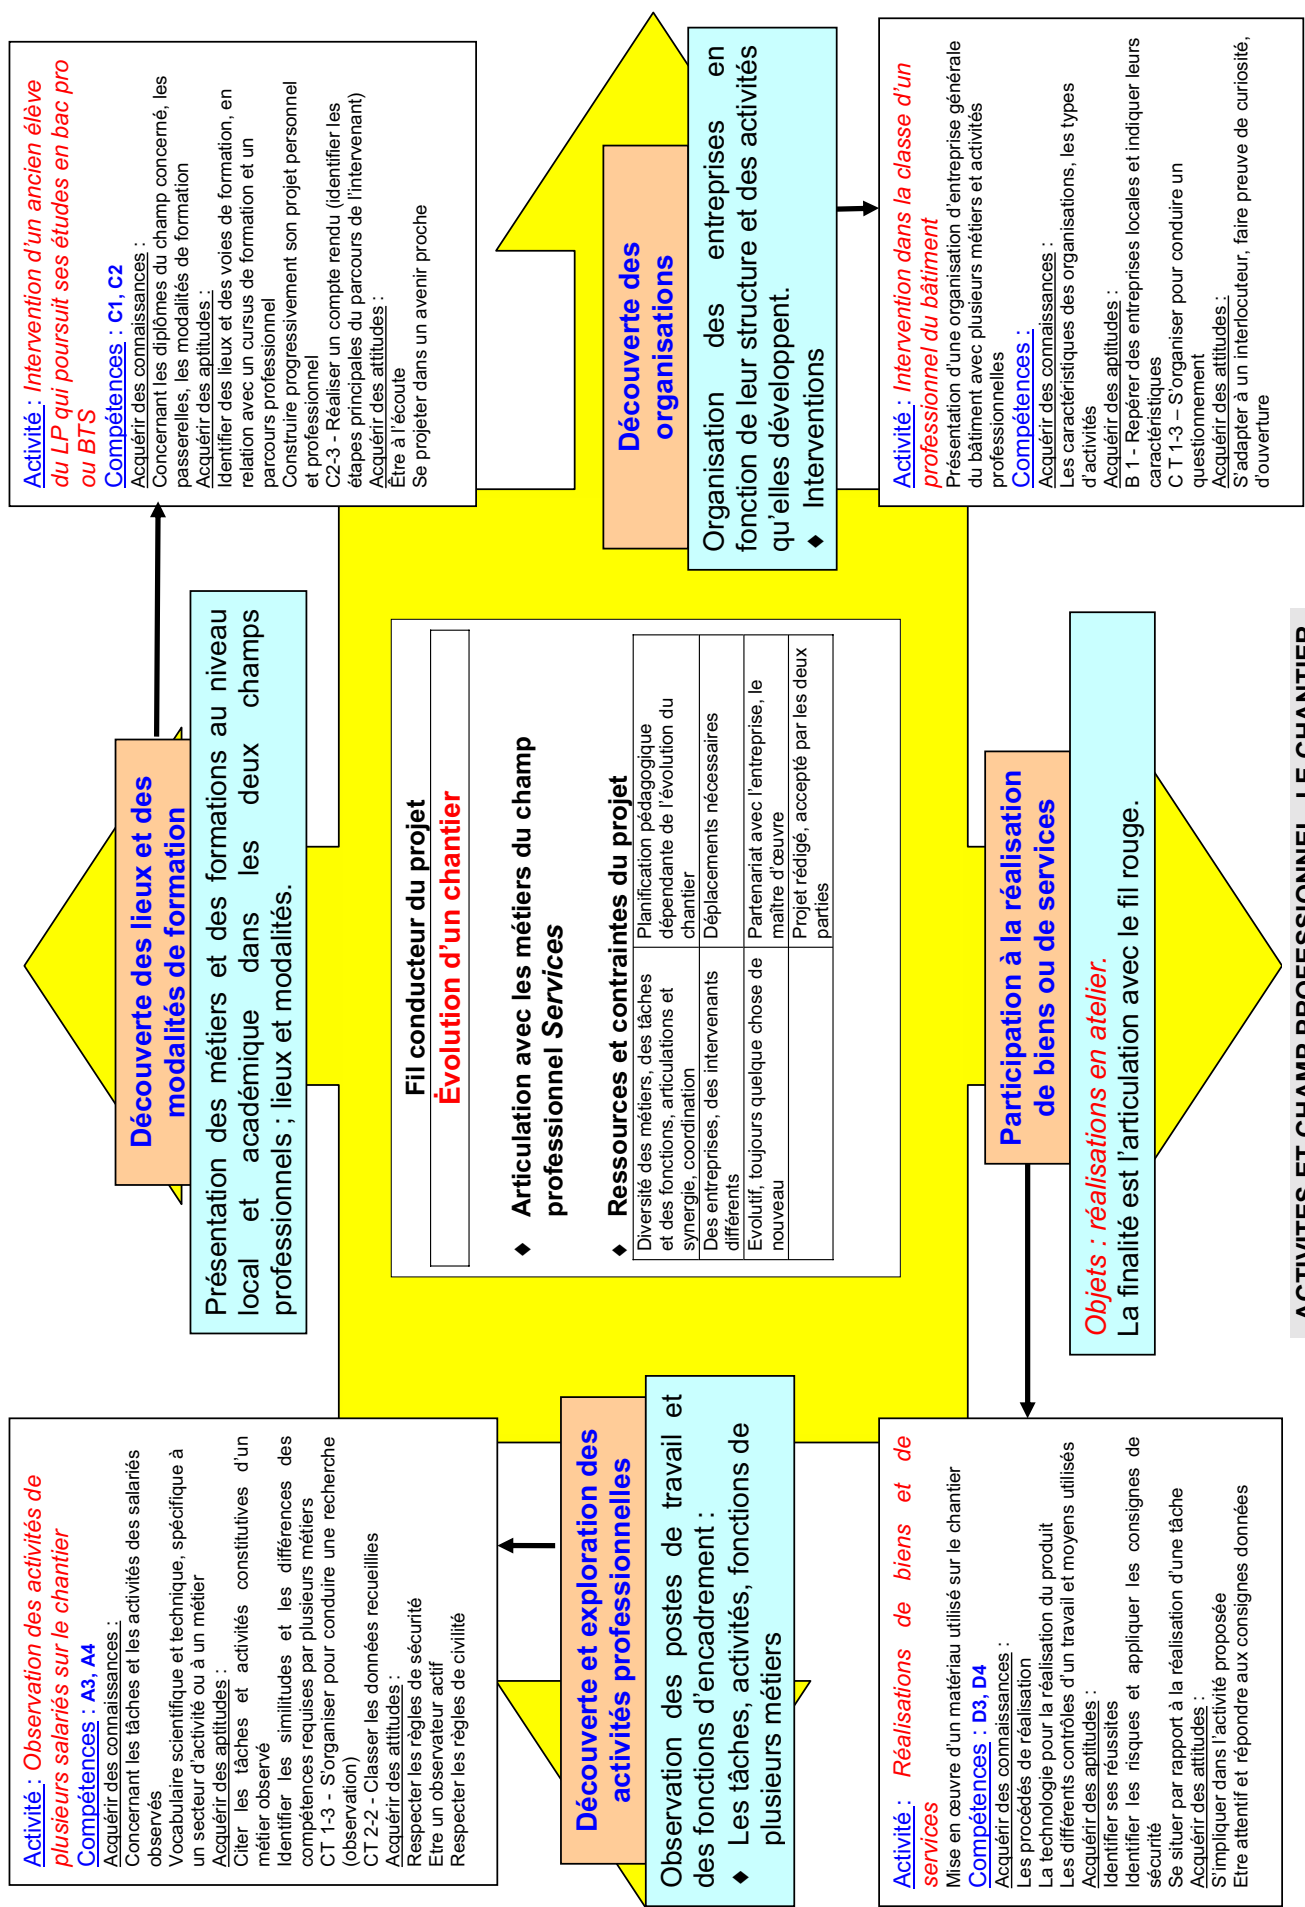 Activité : Observation des activités de
plusieurs salariés sur le chantier
Compétences : A3, A4
Acquérir des connaissances :
Concernant les tâches et les activités des salariés
observés
Vocabulaire scientifique et technique, spécifique à
un secteur d'activité ou à un métier
Acquérir des aptitudes :
Citer les tâches et activités constitutives d'un
métier observé
Identifier les similitudes et les différences des
compétences requises par plusieurs métiers
CT 1-3 - S'organiser pour conduire une recherche
(observation)
CT 2-2 - Classer les données recueillies
Acquérir des attitudes :
Respecter les règles de sécurité
Etre un observateur actif
Respecter les règles de civilité
Découverte des lieux et des
modalités de formation
Présentation des métiers et des formations au niveau
local et académique dans les deux champs
professionnels ; lieux et modalités.
Activité : Intervention d'un ancien élève
du LP qui poursuit ses études en bac pro
ou BTS
Compétences : C1, C2
Acquérir des connaissances :
Concernant les diplômes du champ concerné, les
passerelles, les modalités de formation
Acquérir des aptitudes :
Identifier des lieux et des voies de formation, en
relation avec un cursus de formation et un
parcours professionnel
Construire progressivement son projet personnel
et professionnel
C2-3 - Réaliser un compte rendu (identifier les
étapes principales du parcours de l'intervenant)
Acquérir des attitudes :
Être à l'écoute
Se projeter dans un avenir proche
Découverte et exploration des
activités professionnelles
Observation des postes de travail et
des fonctions d'encadrement :
♦ Les tâches, activités, fonctions de
plusieurs métiers
Fil conducteur du projet
Évolution d'un chantier
♦ Articulation avec les métiers du champ
professionnel Services
♦ Ressources et contraintes du projet
Diversité des métiers, des tâches
et des fonctions, articulations et
synergie, coordination
Planification pédagogique
dépendante de l'évolution du
chantier
Des entreprises, des intervenants
différents
Déplacements nécessaires
Evolutif, toujours quelque chose de
nouveau
Partenariat avec l'entreprise, le
maître d'œuvre
Projet rédigé, accepté par les deux
parties
Découverte des
organisations
Organisation des entreprises en
fonction de leur structure et des activités
qu'elles développent.
♦ Interventions
Activité : Réalisations de biens et de
services
Mise en œuvre d'un matériau utilisé sur le chantier
Compétences : D3, D4
Acquérir des connaissances :
Les procédés de réalisation
La technologie pour la réalisation du produit
Les différents contrôles d'un travail et moyens utilisés
Acquérir des aptitudes :
Identifier ses réussites
Identifier les risques et appliquer les consignes de
sécurité
Se situer par rapport à la réalisation d'une tâche
Acquérir des attitudes :
S'impliquer dans l'activité proposée
Etre attentif et répondre aux consignes données
Participation à la réalisation
de biens ou de services
Objets : réalisations en atelier.
La finalité est l'articulation avec le fil rouge.
Activité : Intervention dans la classe d'un
professionnel du bâtiment
Présentation d'une organisation d'entreprise générale
du bâtiment avec plusieurs métiers et activités
professionnelles
Compétences :
Acquérir des connaissances :
Les caractéristiques des organisations, les types
d'activités
Acquérir des aptitudes :
B 1 - Repérer des entreprises locales et indiquer leurs
caractéristiques
C T 1-3 – S'organiser pour conduire un
questionnement
Acquérir des attitudes :
S'adapter à un interlocuteur, faire preuve de curiosité,
d'ouverture
ACTIVITES ET CHAMP PROFESSIONNEL LE CHANTIER